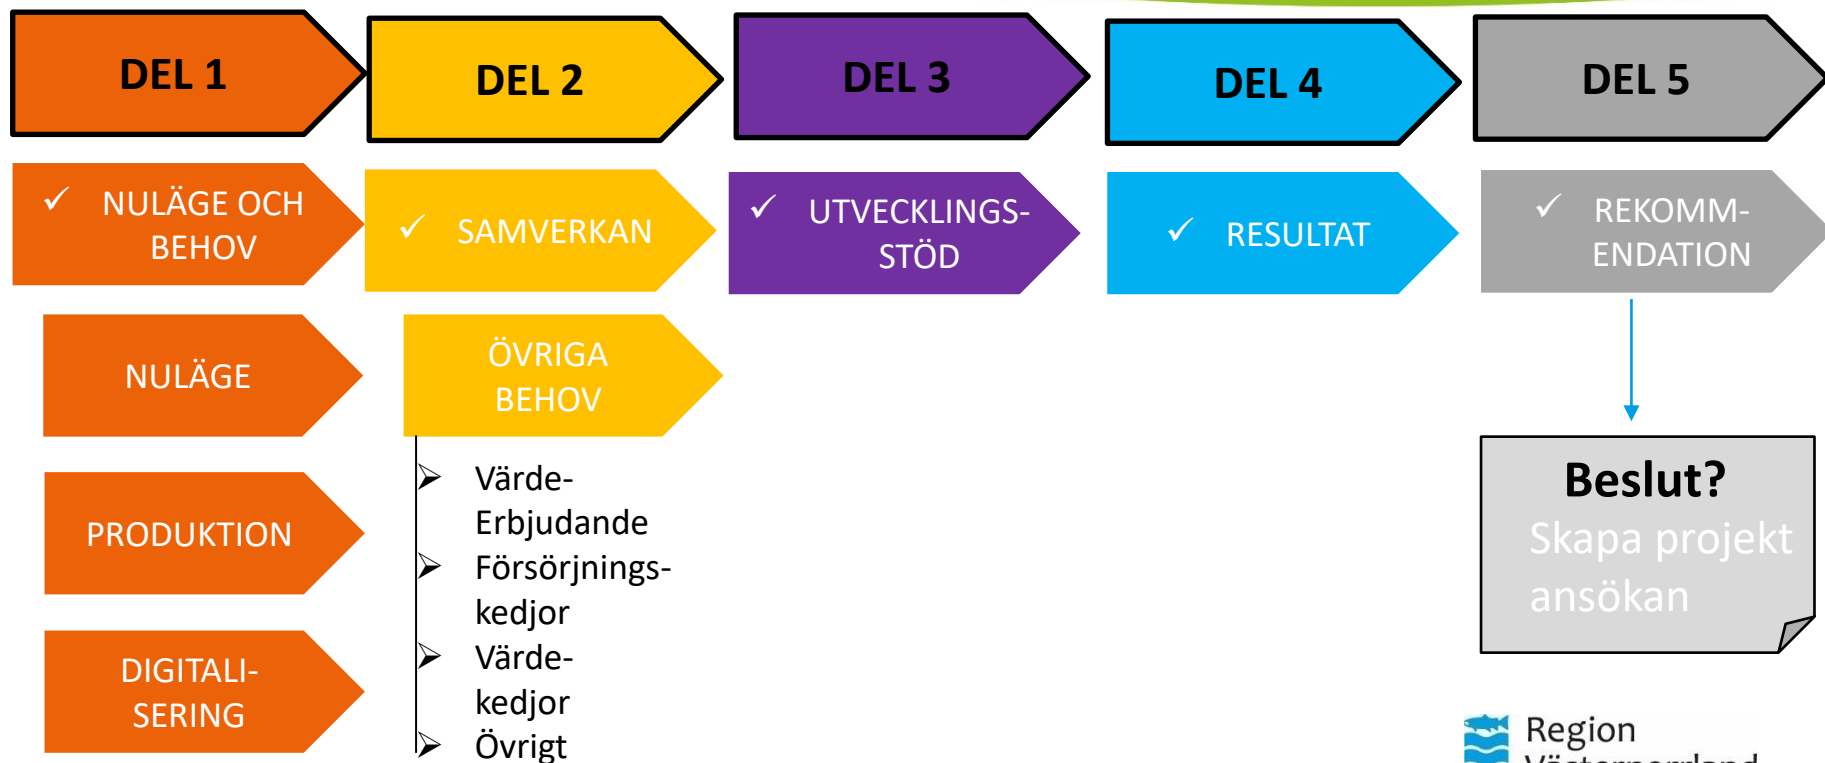 DEL 1
DEL 2
DEL 3
DEL 4
DEL 5
✓ NULÄGE OCH
BEHOV
✓ SAMVERKAN
✓ UTVECKLINGS-
STÖD
✓ RESULTAT
✓ REKOMM-
ENDATION
NULÄGE
ÖVRIGA
BEHOV
PRODUKTION
DIGITALI-
SERING
➢ Värde-
Erbjudande
➢ Försörjnings-
kedjor
➢ Värde-
kedjor
➢ Övrigt
Beslut?
Skapa projekt
ansökan
Region
Västernorrland